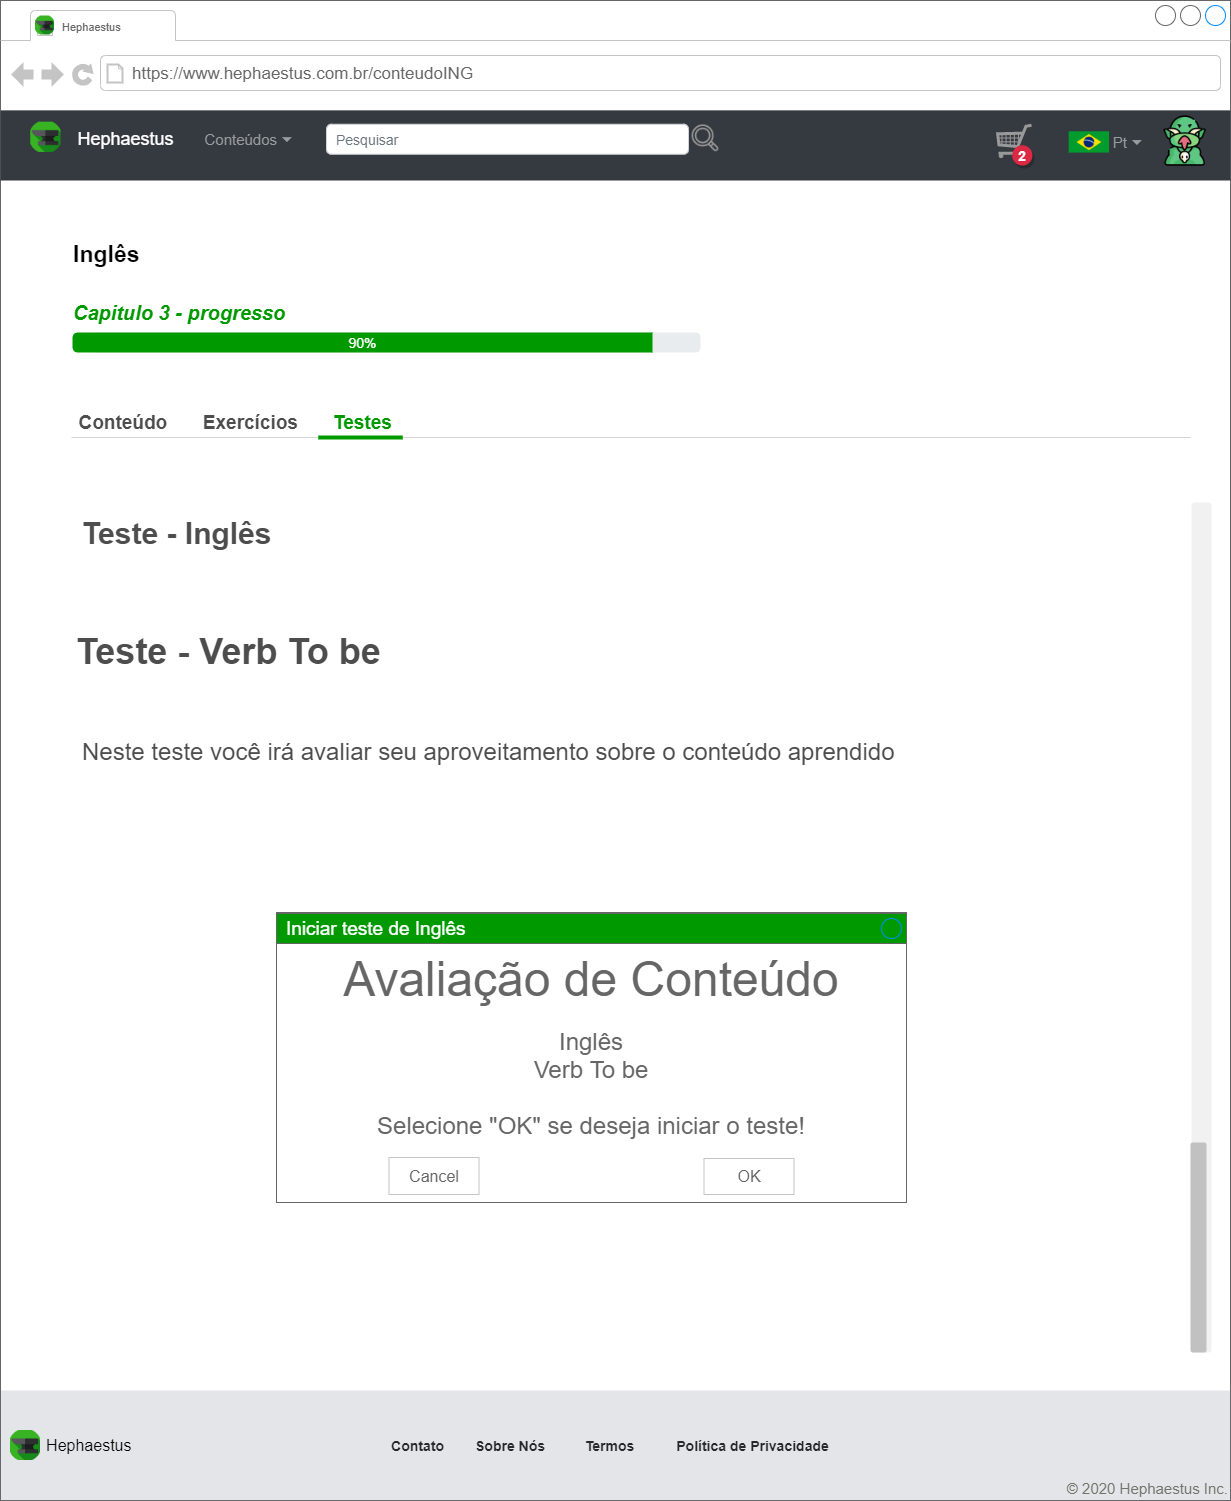 Hephaestus
https://www.hephaestus.com.br/conteudoING
Hephaestus Conteúdos Pesquisar 2 Pt
Inglês
Capitulo 3 - progresso
90%
Conteúdo Exercícios Testes
Teste - Inglês
Teste - Verb To be
Neste teste você irá avaliar seu aproveitamento sobre o conteúdo aprendido
Iniciar teste de Inglês
Avaliação de Conteúdo
Inglês
Verb To be
Selecione "OK" se deseja iniciar o teste!
Cancel OK
Hephaestus Contato Sobre Nós Termos Política de Privacidade
© 2020 Hephaestus Inc.